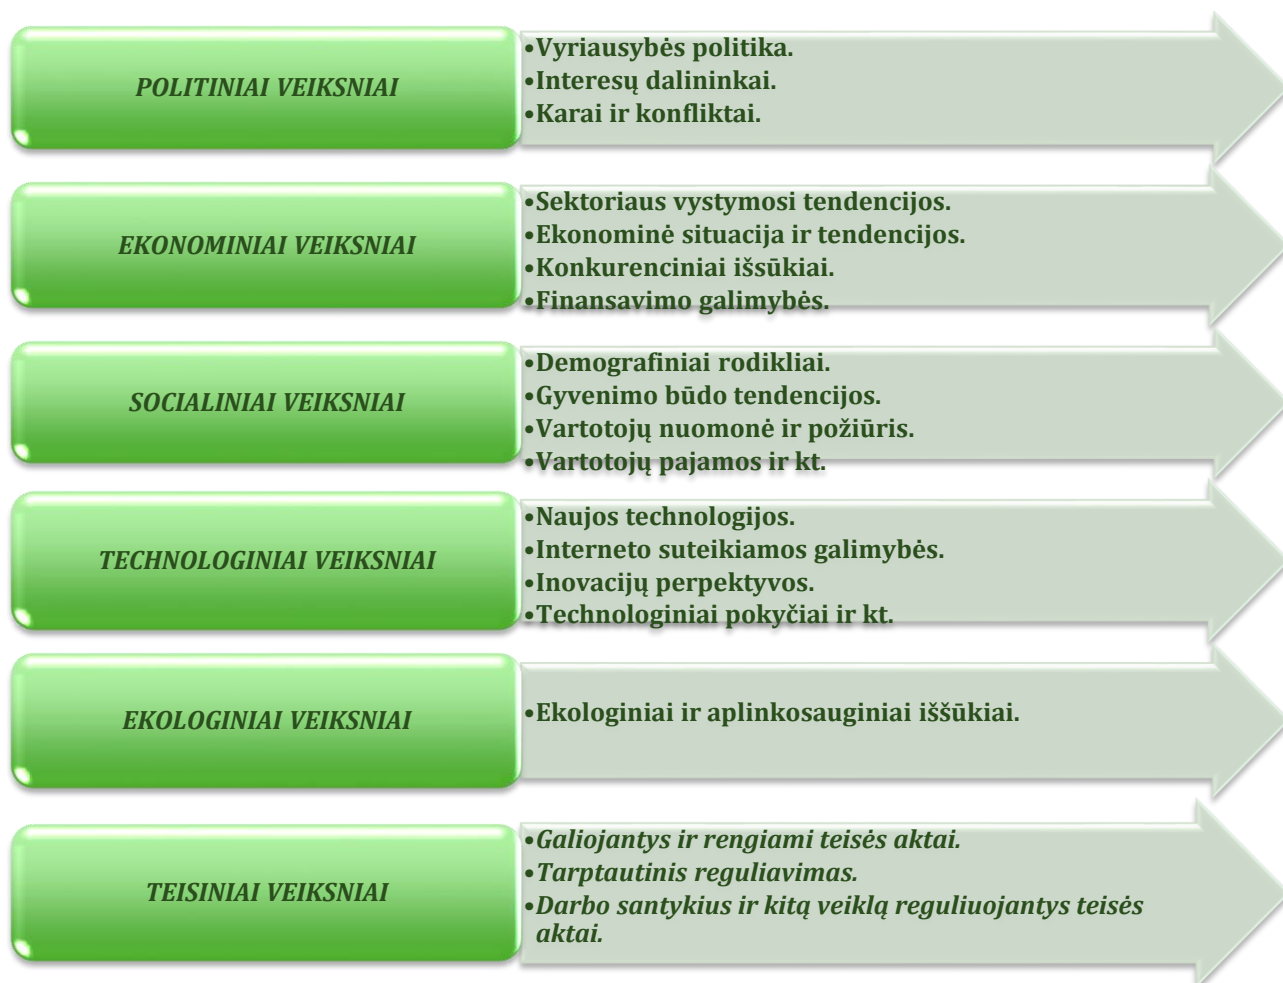 POLITINIAI VEIKSNIAI
•Vyriausybės politika.
•Interesų dalininkai.
•Karai ir konfliktai.
EKONOMINIAI VEIKSNIAI
•Sektoriaus vystymosi tendencijos.
•Ekonominė situacija ir tendencijos.
•Konkurenciniai išsūkiai.
•Finansavimo galimybės.
SOCIALINIAI VEIKSNIAI
•Demografiniai rodikliai.
•Gyvenimo būdo tendencijos.
•Vartotojų nuomonė ir požiūris.
•Vartotojų pajamos ir kt.
TECHNOLOGINIAI VEIKSNIAI
•Naujos technologijos.
•Interneto suteikiamos galimybės.
•Inovacijų perpektyvos.
•Technologiniai pokyčiai ir kt.
EKOLOGINIAI VEIKSNIAI
•Ekologiniai ir aplinkosauginiai iššūkiai.
TEISINIAI VEIKSNIAI
•Galiojantys ir rengiami teisės aktai.
•Tarptautinis reguliavimas.
•Darbo santykius ir kitą veiklą reguliuojantys teisės
aktai.